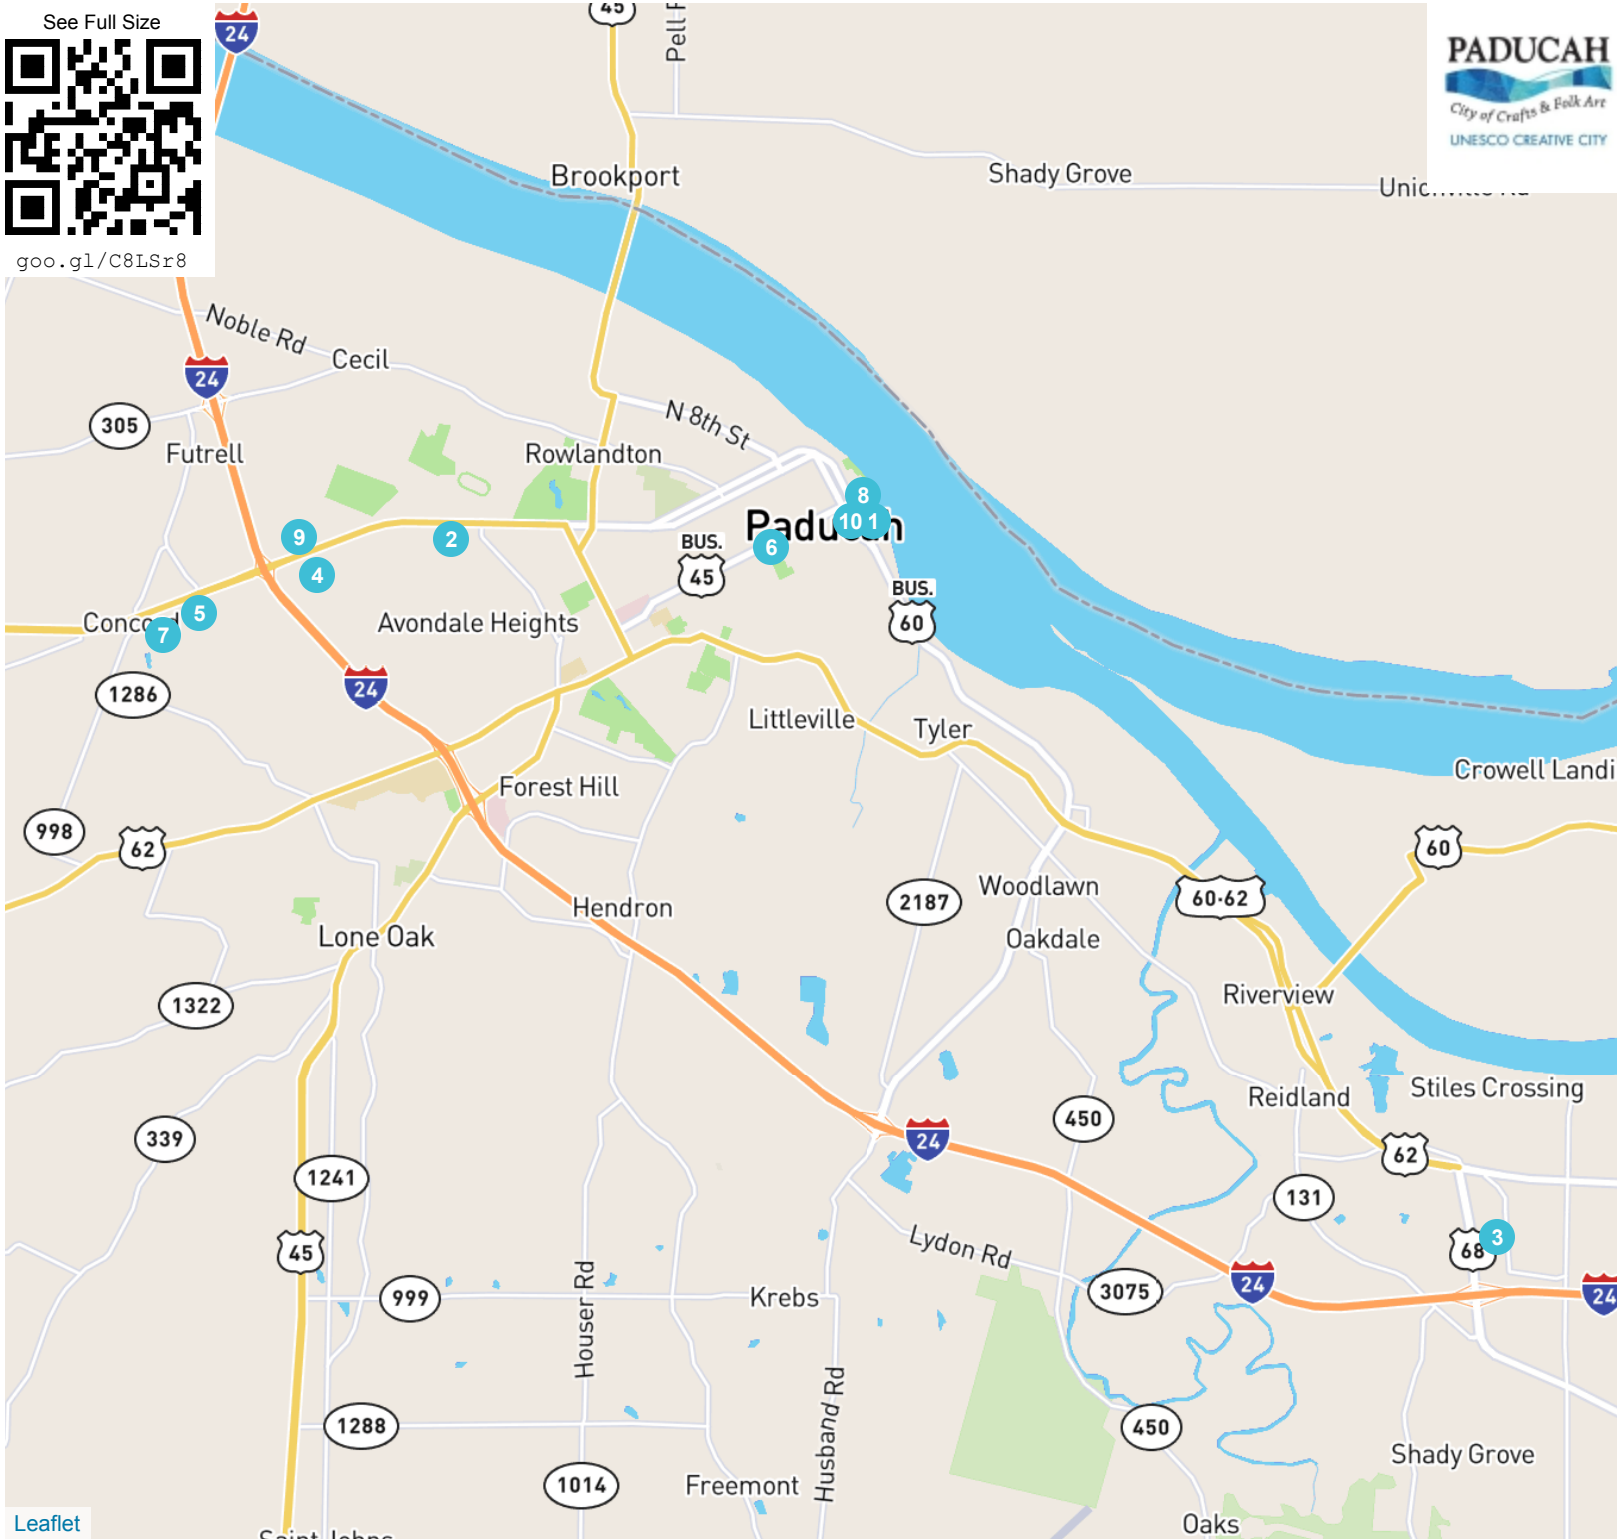 See Full Size
goo.gl/C8LSr8
PADUCAH
City of Crafts & Folk Art
UNESCO CREATIVE CITY
24
45
Brookport
Shady Grove
Noble Rd
Cecil
24
305
Futrell
N 8th St
Rowlandton
8
Paducah
10
1
9
2
6
BUS.
45
4
BUS.
60
5
Concord
7
Avondale Heights
1286
24
Littleville
Tyler
Crowell Landi
Forest Hill
998
62
60
Woodlawn
2187
60·62
Hendron
Lone Oak
Oakdale
Riverview
1322
Reidland
Stiles Crossing
450
339
24
62
1241
131
45
Lydon Rd
68
3
24
3075
24
999
Houser Rd
Krebs
Husband Rd
1288
450
Shady Grove
1014
Freemont
Oaks
Leaflet